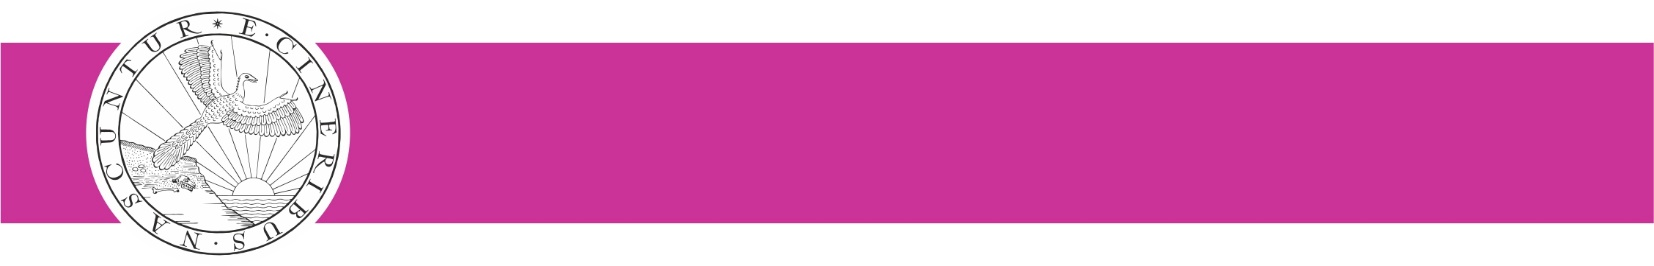 E · CINERIBUS · NASCUNTUR *